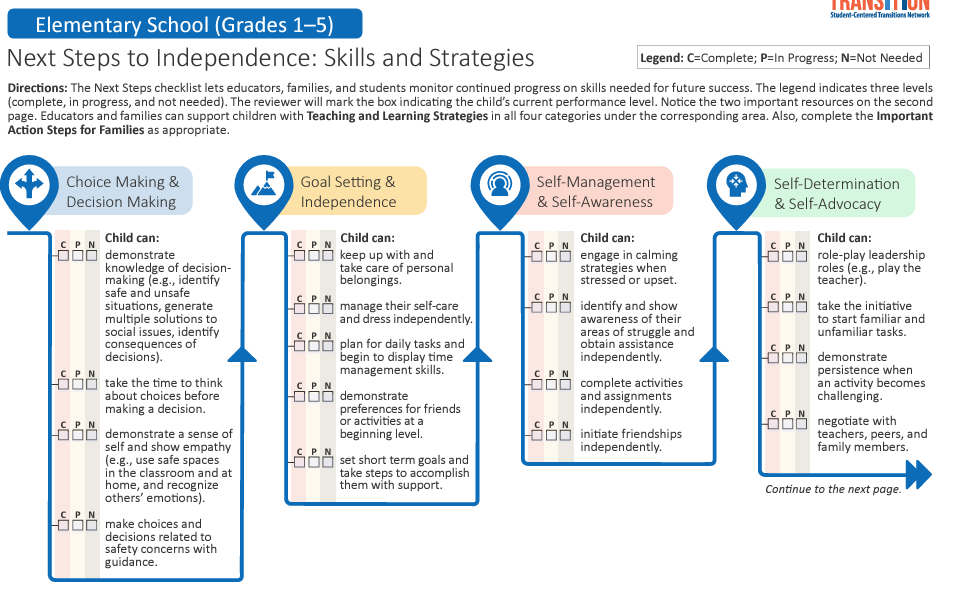 TRANSITION
Student-Centered Transitions Network
Elementary School (Grades 1–5)
Next Steps to Independence: Skills and Strategies
Legend: C=Complete; P=In Progress; N=Not Needed
Directions: The Next Steps checklist lets educators, families, and students monitor continued progress on skills needed for future success. The legend indicates three levels
(complete, in progress, and not needed). The reviewer will mark the box indicating the child's current performance level. Notice the two important resources on the second
page. Educators and families can support children with Teaching and Learning Strategies in all four categories under the corresponding area. Also, complete the Important
Action Steps for Families as appropriate.
Choice Making &
Decision Making
Child can:
C P N
demonstrate
knowledge of decision-
making (e.g., identify
safe and unsafe
situations, generate
multiple solutions to
social issues, identify
consequences of
decisions).
C P N
take the time to think
about choices before
making a decision.
C P N
demonstrate a sense of
self and show empathy
(e.g., use safe spaces
in the classroom and at
home, and recognize
others' emotions).
C P N
make choices and
decisions related to
safety concerns with
guidance.
Goal Setting &
Independence
Child can:
C P N
keep up with and
take care of personal
belongings.
C P N
manage their self-care
and dress independently.
C P N
plan for daily tasks and
begin to display time
management skills.
C P N
demonstrate
preferences for friends
or activities at a
beginning level.
C P N
set short term goals and
take steps to accomplish
them with support.
Self-Management
& Self-Awareness
Child can:
C P N
engage in calming
strategies when
stressed or upset.
C P N
identify and show
awareness of their
areas of struggle and
obtain assistance
independently.
C P N
complete activities
and assignments
independently.
C P N
initiate friendships
independently.
Self-Determination
& Self-Advocacy
Child can:
C P N
role-play leadership
roles (e.g., play the
teacher).
C P N
take the initiative
to start familiar and
unfamiliar tasks.
C P N
demonstrate
persistence when
an activity becomes
challenging.
C P N
negotiate with
teachers, peers, and
family members.
Continue to the next page.